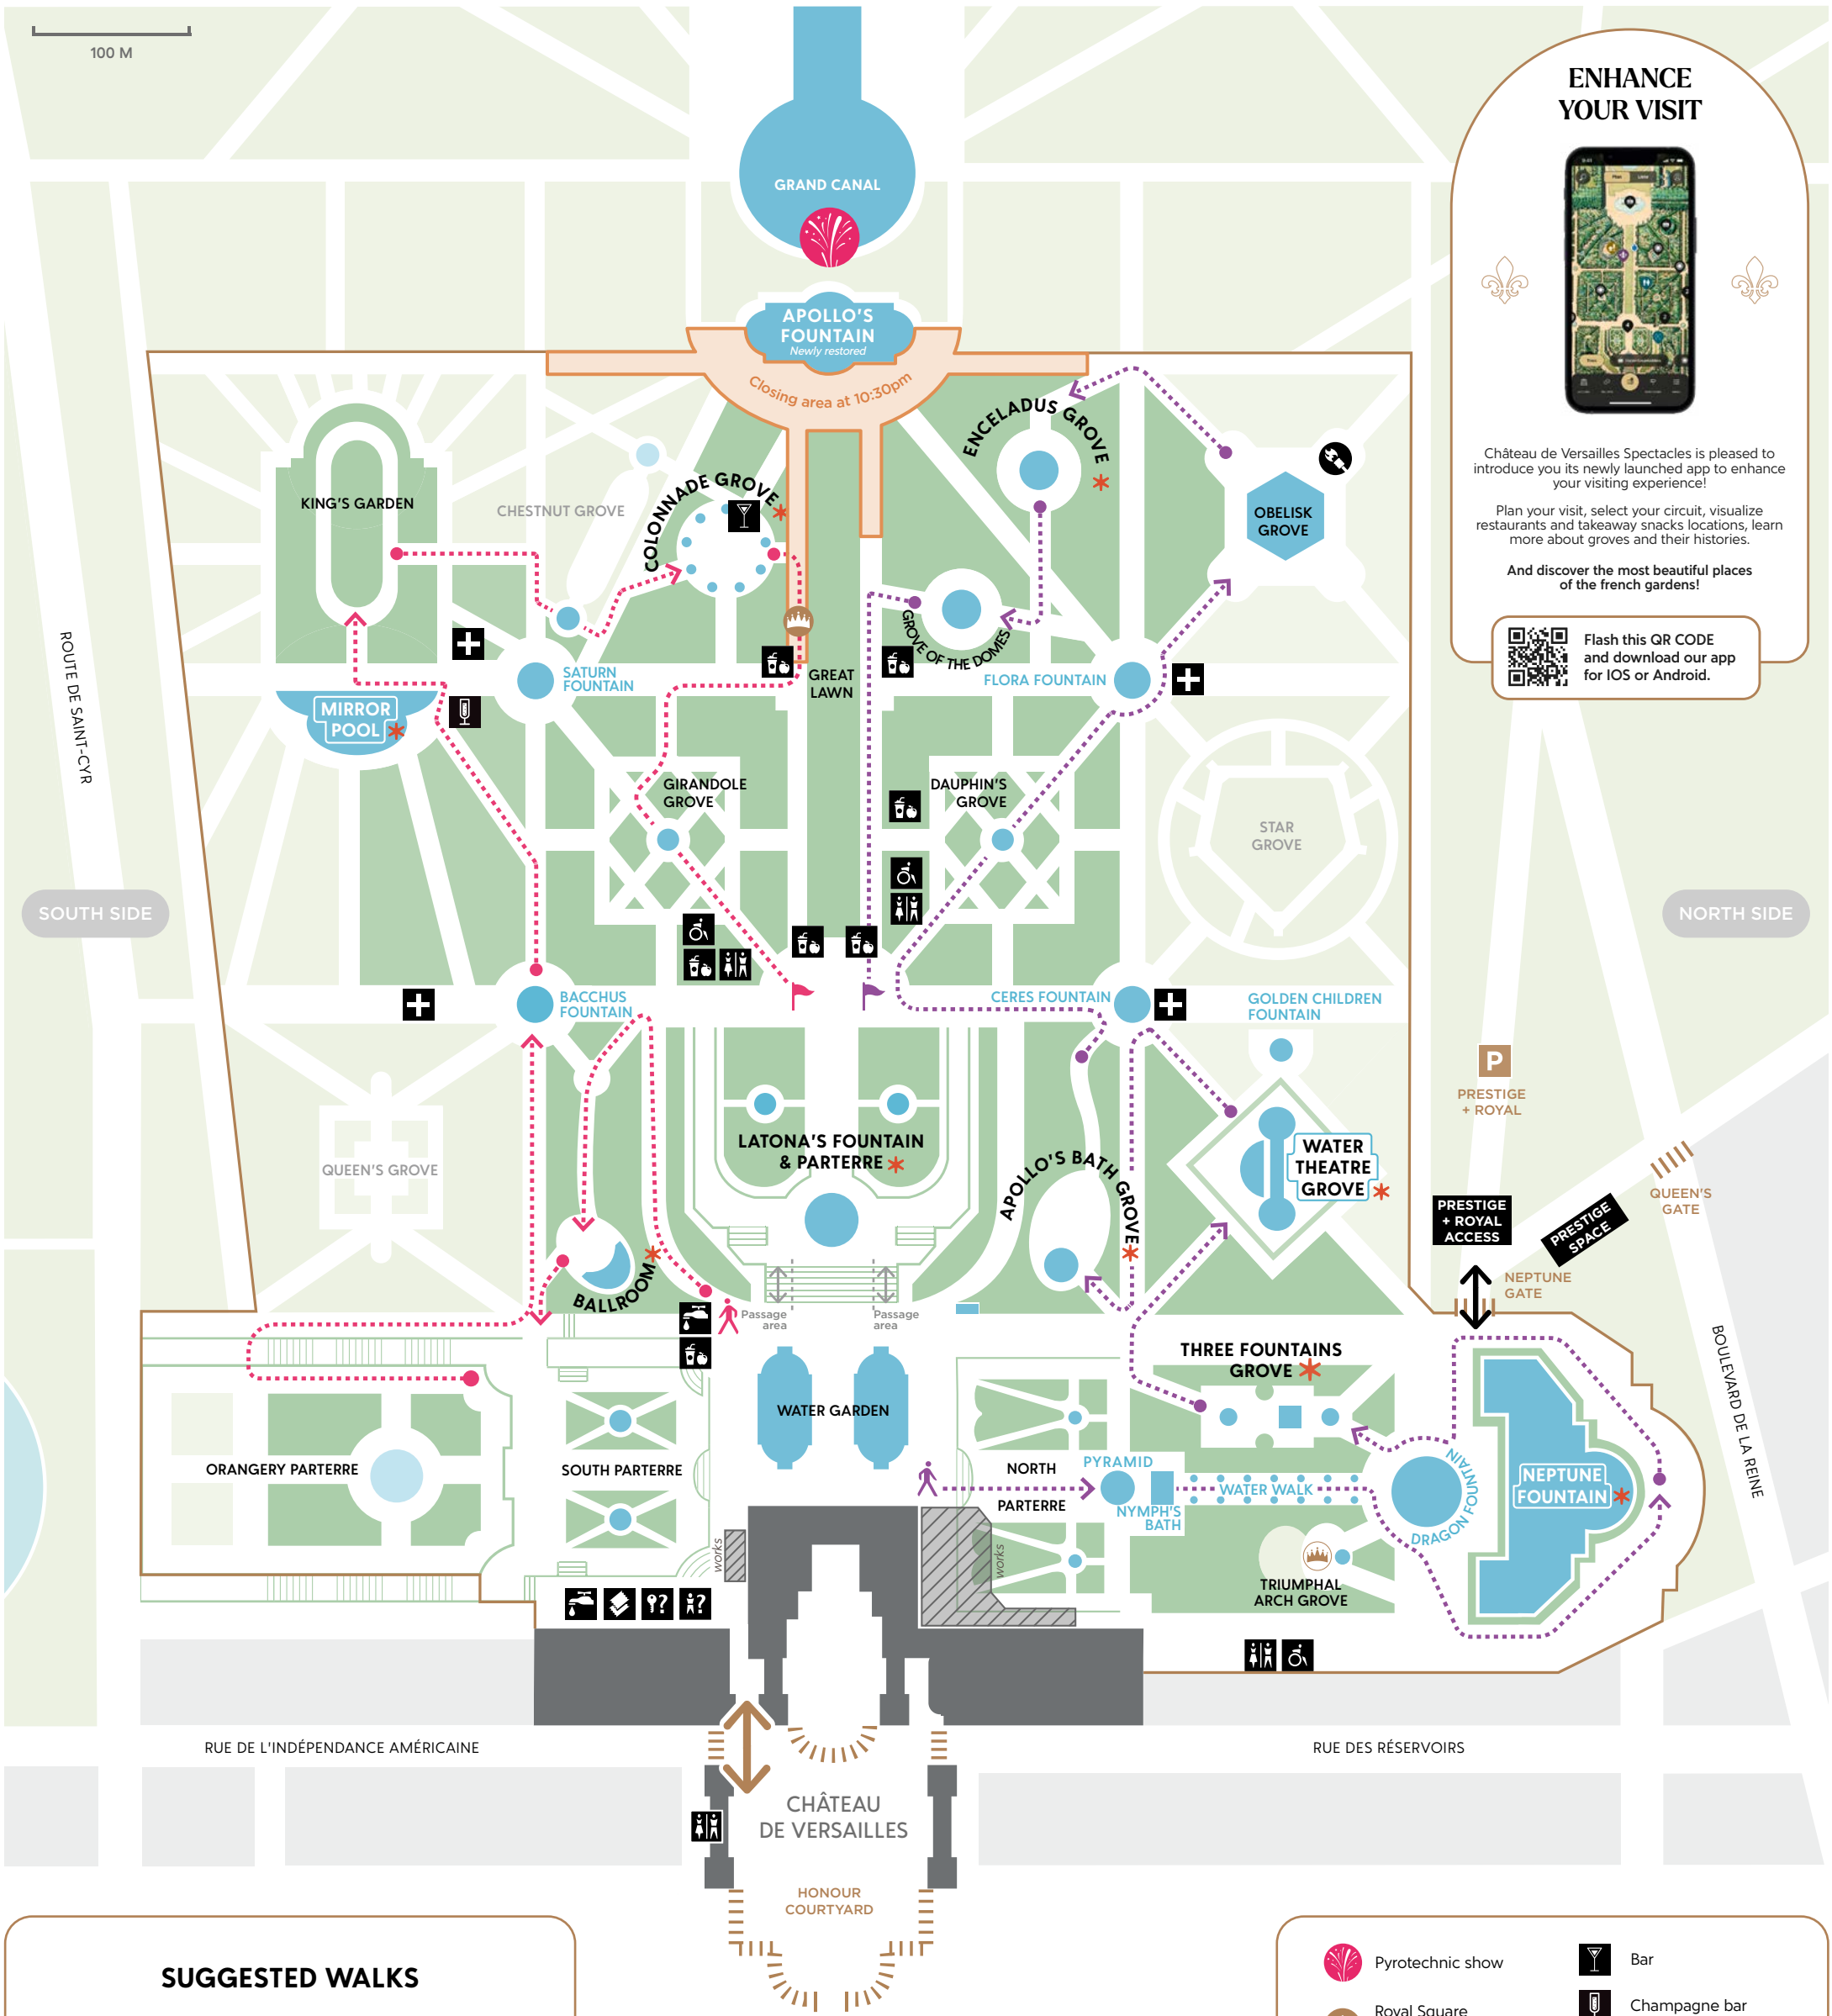 100 M
GRAND CANAL
APOLLO'S
FOUNTAIN
Newly restored
Closing area at 10:30pm
ENHANCE
YOUR VISIT
Château de Versailles Spectacles is pleased to
introduce you its newly launched app to enhance
your visiting experience!
Plan your visit, select your circuit, visualize
restaurants and takeaway snacks locations, learn
more about groves and their histories.
And discover the most beautiful places
of the french gardens!
Flash this QR CODE
and download our app
for IOS or Android.
KING'S GARDEN
CHESTNUT GROVE
COLONNADE GROVE
ENCELADUS GROVE
OBELISK
GROVE
GROVE OF THE DOMES
ROUTE DE SAINT-CYR
SATURN
FOUNTAIN
GREAT
LAWN
FLORA FOUNTAIN
MIRROR
POOL
GIRANDOLE
GROVE
DAUPHIN'S
GROVE
STAR
GROVE
SOUTH SIDE
NORTH SIDE
BACCHUS
FOUNTAIN
CERES FOUNTAIN
GOLDEN CHILDREN
FOUNTAIN
P
PRESTIGE
+ ROYAL
QUEEN'S GROVE
LATONA'S FOUNTAIN
& PARTERRE
APOLLO'S BATH GROVE
WATER
THEATRE
GROVE
QUEEN'S
GATE
PRESTIGE
+ ROYAL
ACCESS
PRESTIGE
SPACE
NEPTUNE
GATE
BALLROOM
Passage
area
Passage
area
THREE FOUNTAINS
GROVE
BOULEVARD DE LA REINE
WATER GARDEN
ORANGERY PARTERRE
SOUTH PARTERRE
NORTH
PARTERRE
PYRAMID
NYMPH'S
BATH
WATER WALK
DRAGON FOUNTAIN
NEPTUNE
FOUNTAIN
works
works
TRIUMPHAL
ARCH GROVE
RUE DE L'INDÉPENDANCE AMÉRICAINE
RUE DES RÉSERVOIRS
CHÂTEAU
DE VERSAILLES
HONOUR
COURTYARD
SUGGESTED WALKS
Pyrotechnic show
Bar
Royal Square
Champagne bar